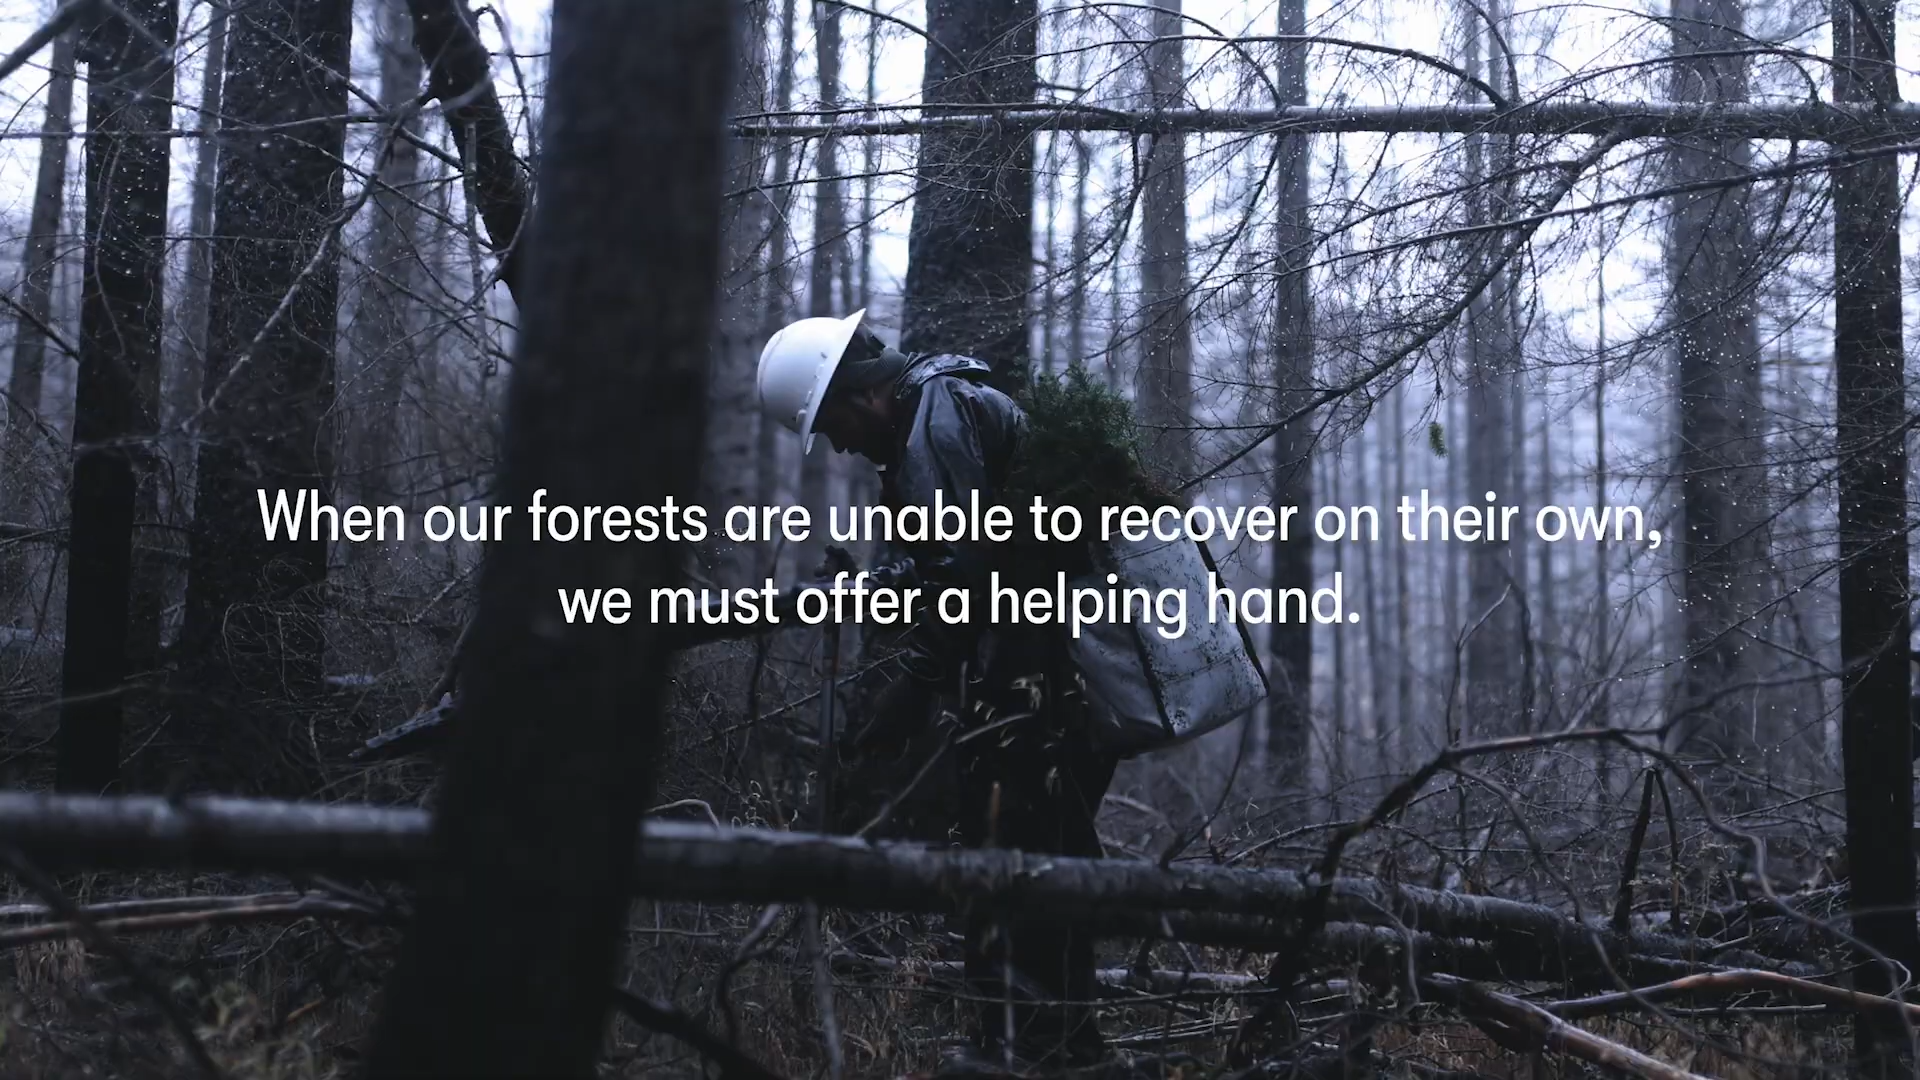 When our forests are unable to recover on their own,
we must offer a helping hand.